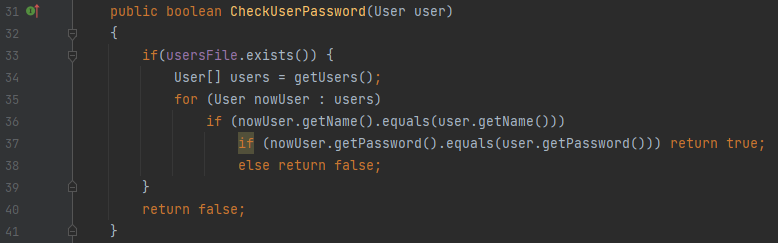 31 public boolean CheckUserPassword(User user)
32 {
33 if(usersFile.exists()) {
34 User[] users = getUsers();
35 for (User nowUser : users)
36 if (nowUser.getName().equals(user.getName()))
37 if (nowUser.getPassword().equals(user.getPassword())) return true;
38 else return false;
39 }
40 return false;
41 }